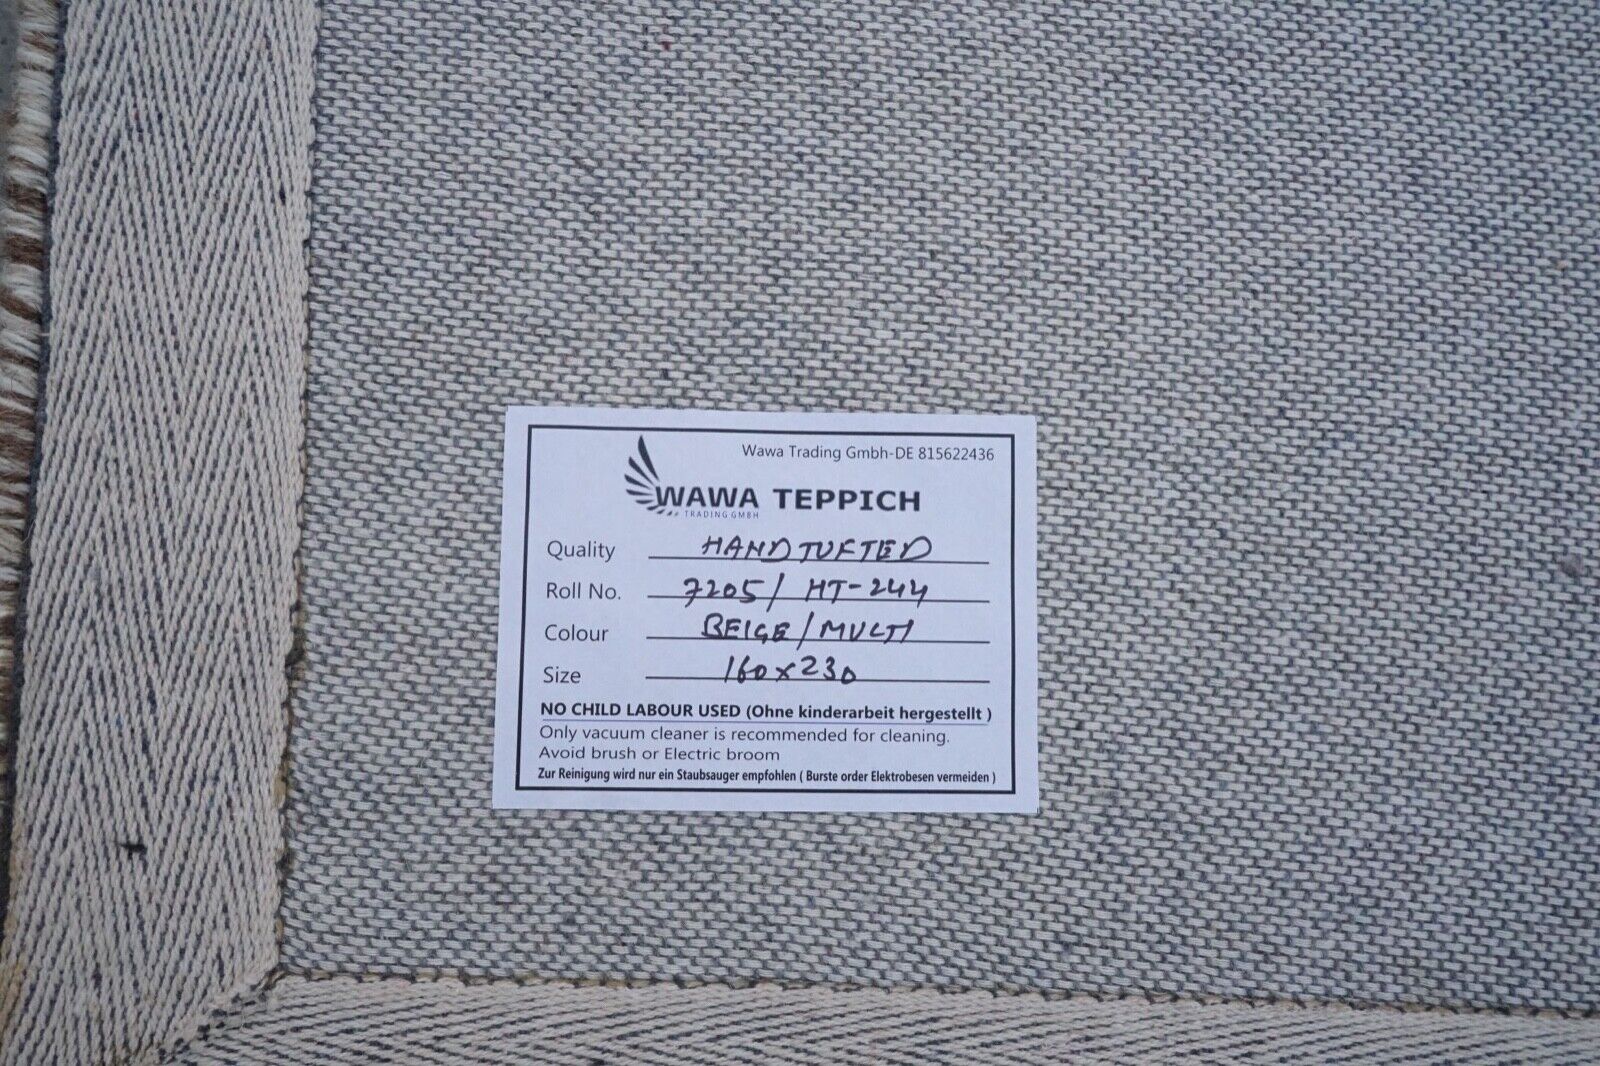 Wawa Trading Gmbh-DE 815622436
WAWA TEPPICH
TRADING GMBH
Quality HANDTUFTED
Roll No. 7205/ HT-244
Colour BEIGE/MULTI
Size 160x230
NO CHILD LABOUR USED (Ohne kinderarbeit hergestellt )
Only vacuum cleaner is recommended for cleaning.
Avoid brush or Electric broom
Zur Reinigung wird nur ein Staubsauger empfohlen ( Burste order Elektrobesen vermeiden )